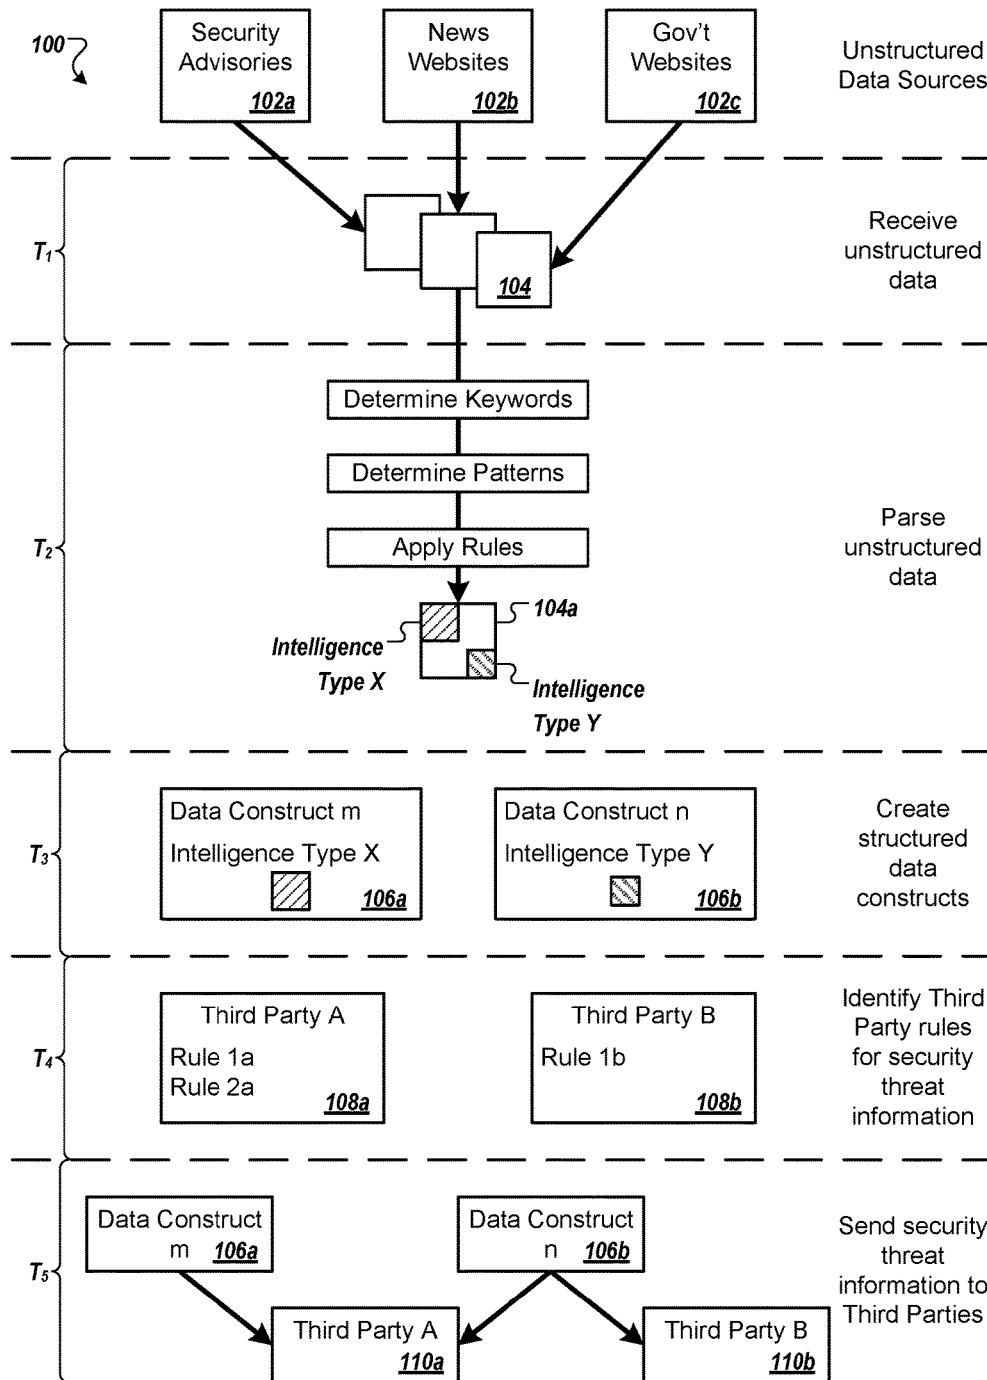 100
Security
Advisories
102a
News
Websites
102b
Gov't
Websites
102c
Unstructured
Data Sources
T1
104
Receive
unstructured
data
T2
Determine Keywords
Determine Patterns
Apply Rules
104a
Intelligence
Type X
Intelligence
Type Y
Parse
unstructured
data
T3
Data Construct m
Intelligence Type X
106a
Data Construct n
Intelligence Type Y
106b
Create
structured
data
constructs
T4
Third Party A
Rule 1a
Rule 2a
108a
Third Party B
Rule 1b
108b
Identify Third
Party rules
for security
threat
information
T5
Data Construct
m 106a
Data Construct
n 106b
Third Party A
110a
Third Party B
110b
Send security
threat
information to
Third Parties